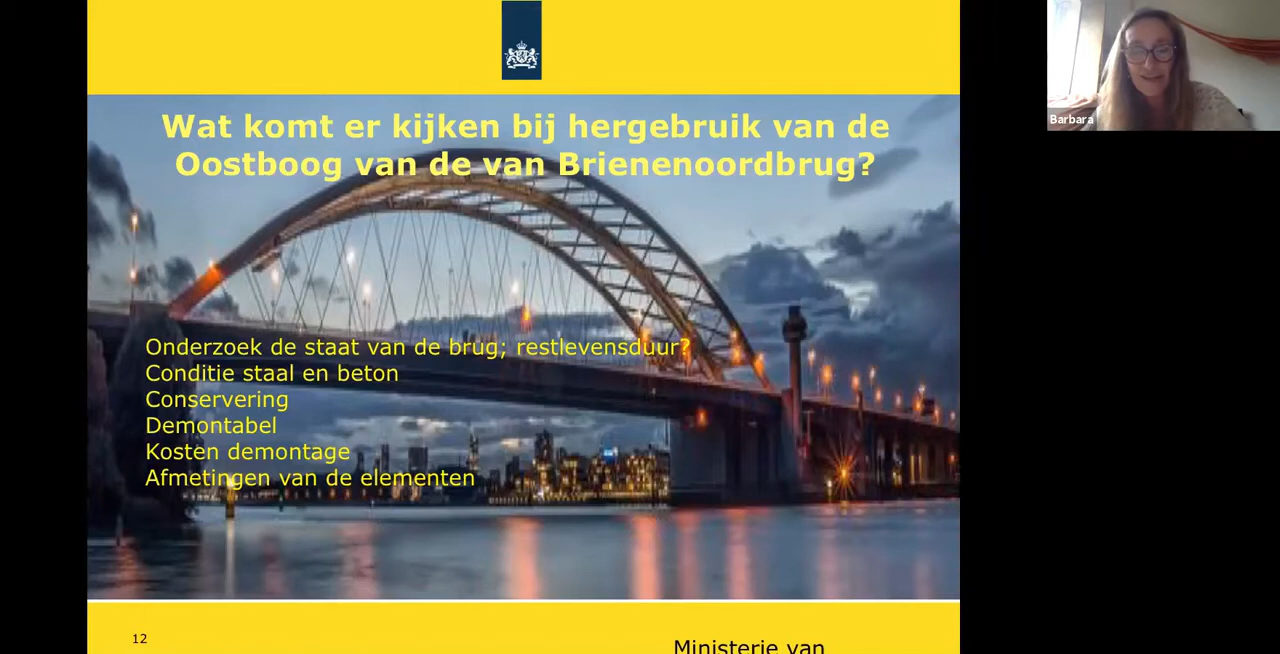 Wat komt er kijken bij hergebruik van de
Oostboog van de van Brienenoordbrug?
Onderzoek de staat van de brug; restlevensduur?
Conditie staal en beton
Conservering
Demontabel
Kosten demontage
Afmetingen van de elementen
12
Ministerie van
Barbara